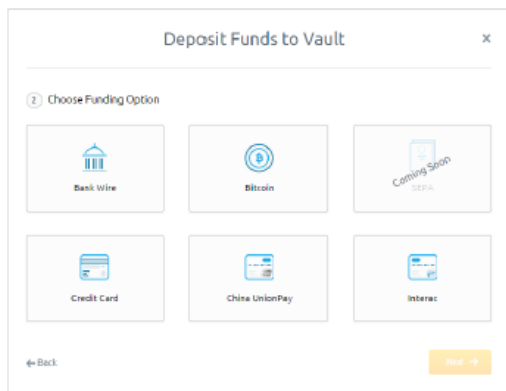 Deposit Funds to Vault x
2 Choose Funding Option
Bank Wire
Bitcoin
Coming Soon
SEPA
Credit Card
China UnionPay
Interac
← Back
Next →